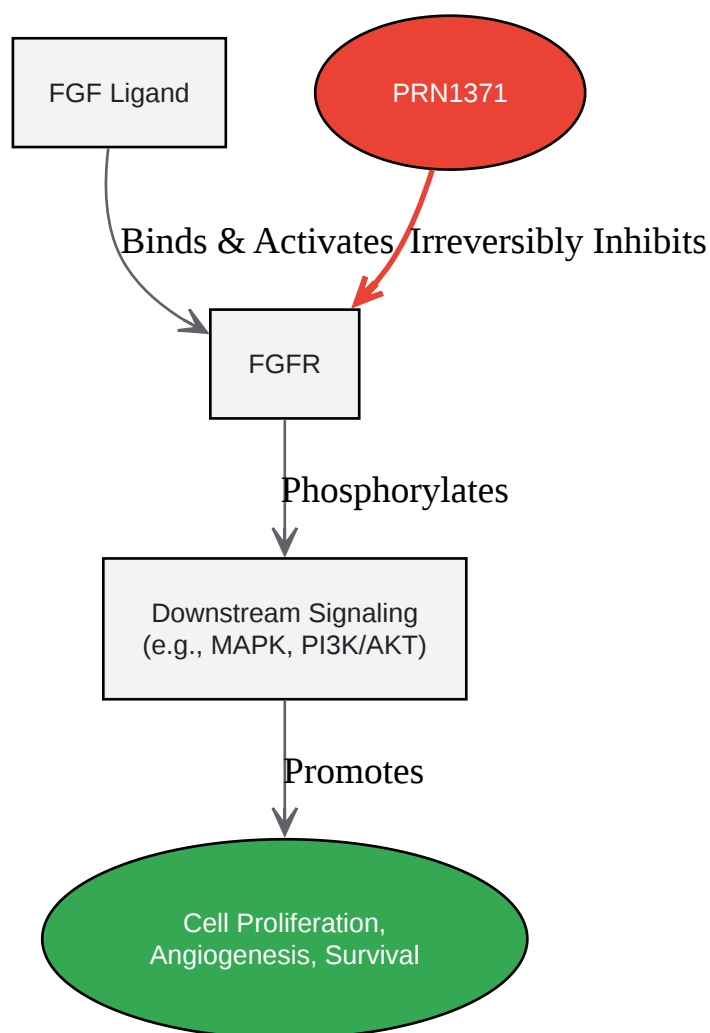 FGF Ligand
PRN1371
Binds & Activates
Irreversibly Inhibits
FGFR
Phosphorylates
Downstream Signaling
(e.g., MAPK, PI3K/AKT)
Promotes
Cell Proliferation,
Angiogenesis, Survival